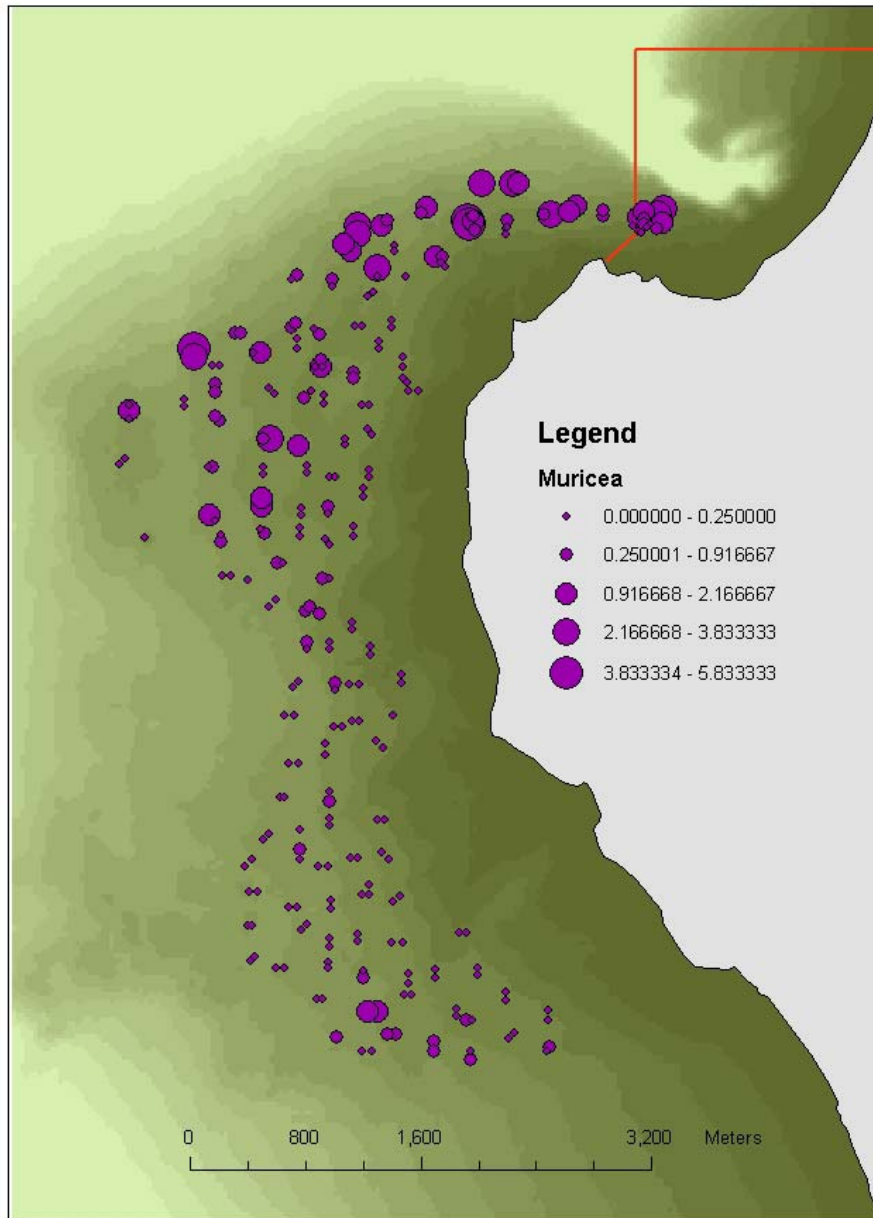 Legend
Muricea
0.000000 - 0.250000
0.250001 - 0.916667
0.916668 - 2.166667
2.166668 - 3.833333
3.833334 - 5.833333
0 800 1,600 3,200 Meters